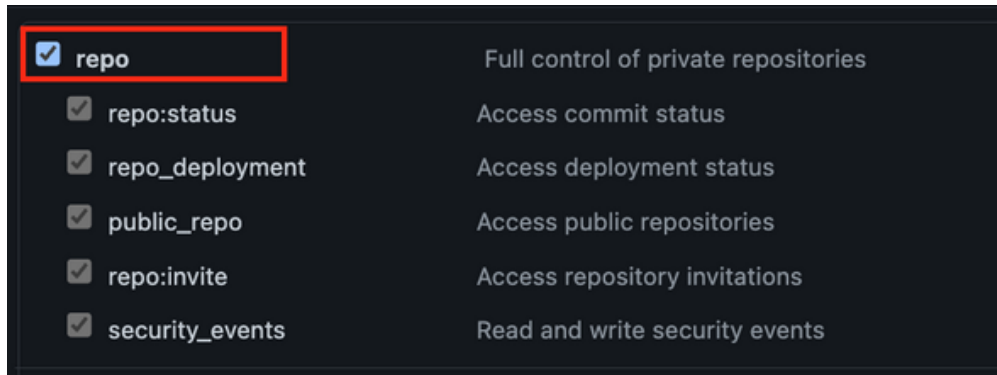 repo Full control of private repositories
repo:status Access commit status
repo_deployment Access deployment status
public_repo Access public repositories
repo:invite Access repository invitations
security_events Read and write security events